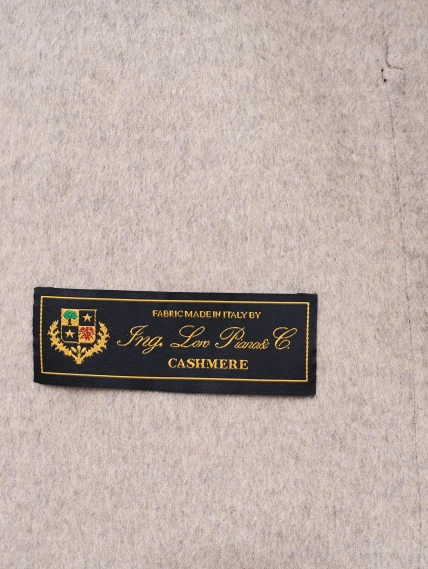 FABRIC MADE IN ITALY BY
Ing. Loro Piana & C.
CASHMERE